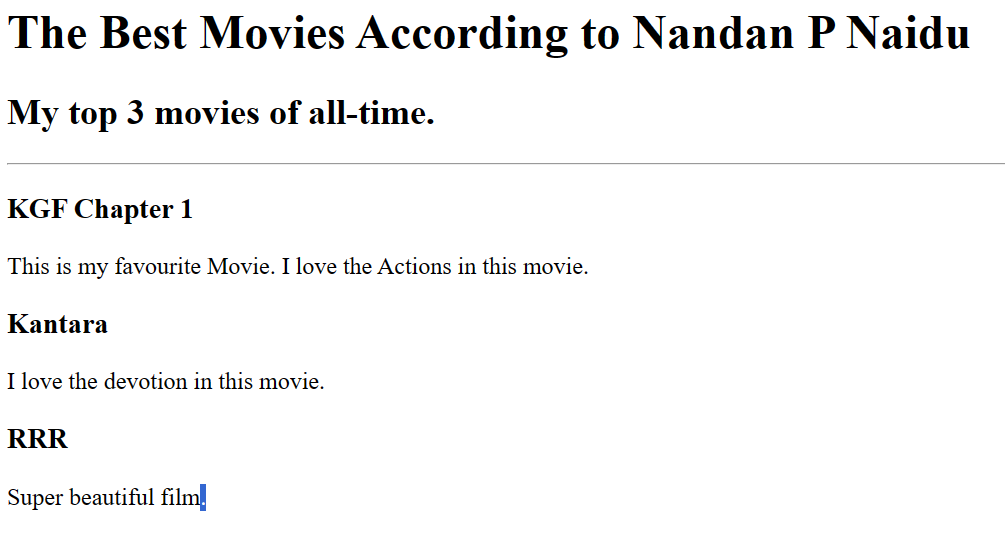 The Best Movies According to Nandan P Naidu
My top 3 movies of all-time.
KGF Chapter 1
This is my favourite Movie. I love the Actions in this movie.
Kantara
I love the devotion in this movie.
RRR
Super beautiful film.